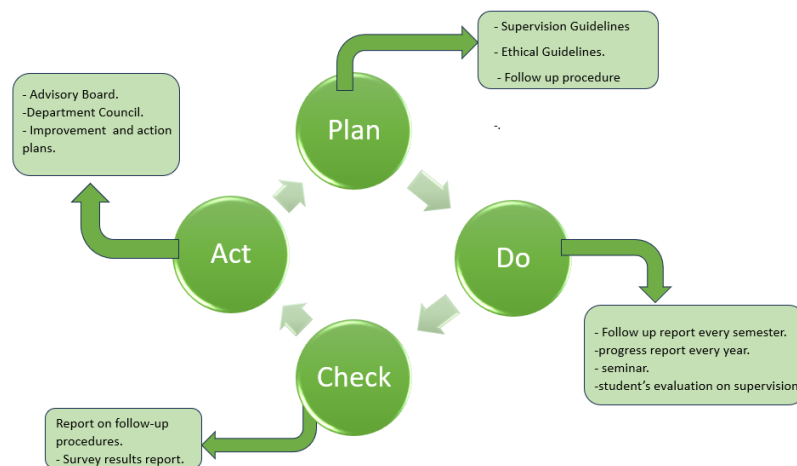 - Supervision Guidelines
- Ethical Guidelines.
- Follow up procedure
-.
Plan
- Advisory Board.
-Department Council.
- Improvement and action
plans.
Act
Do
- Follow up report every semester.
-progress report every year.
- seminar.
-student’s evaluation on supervision
Check
Report on follow-up
procedures.
- Survey results report.